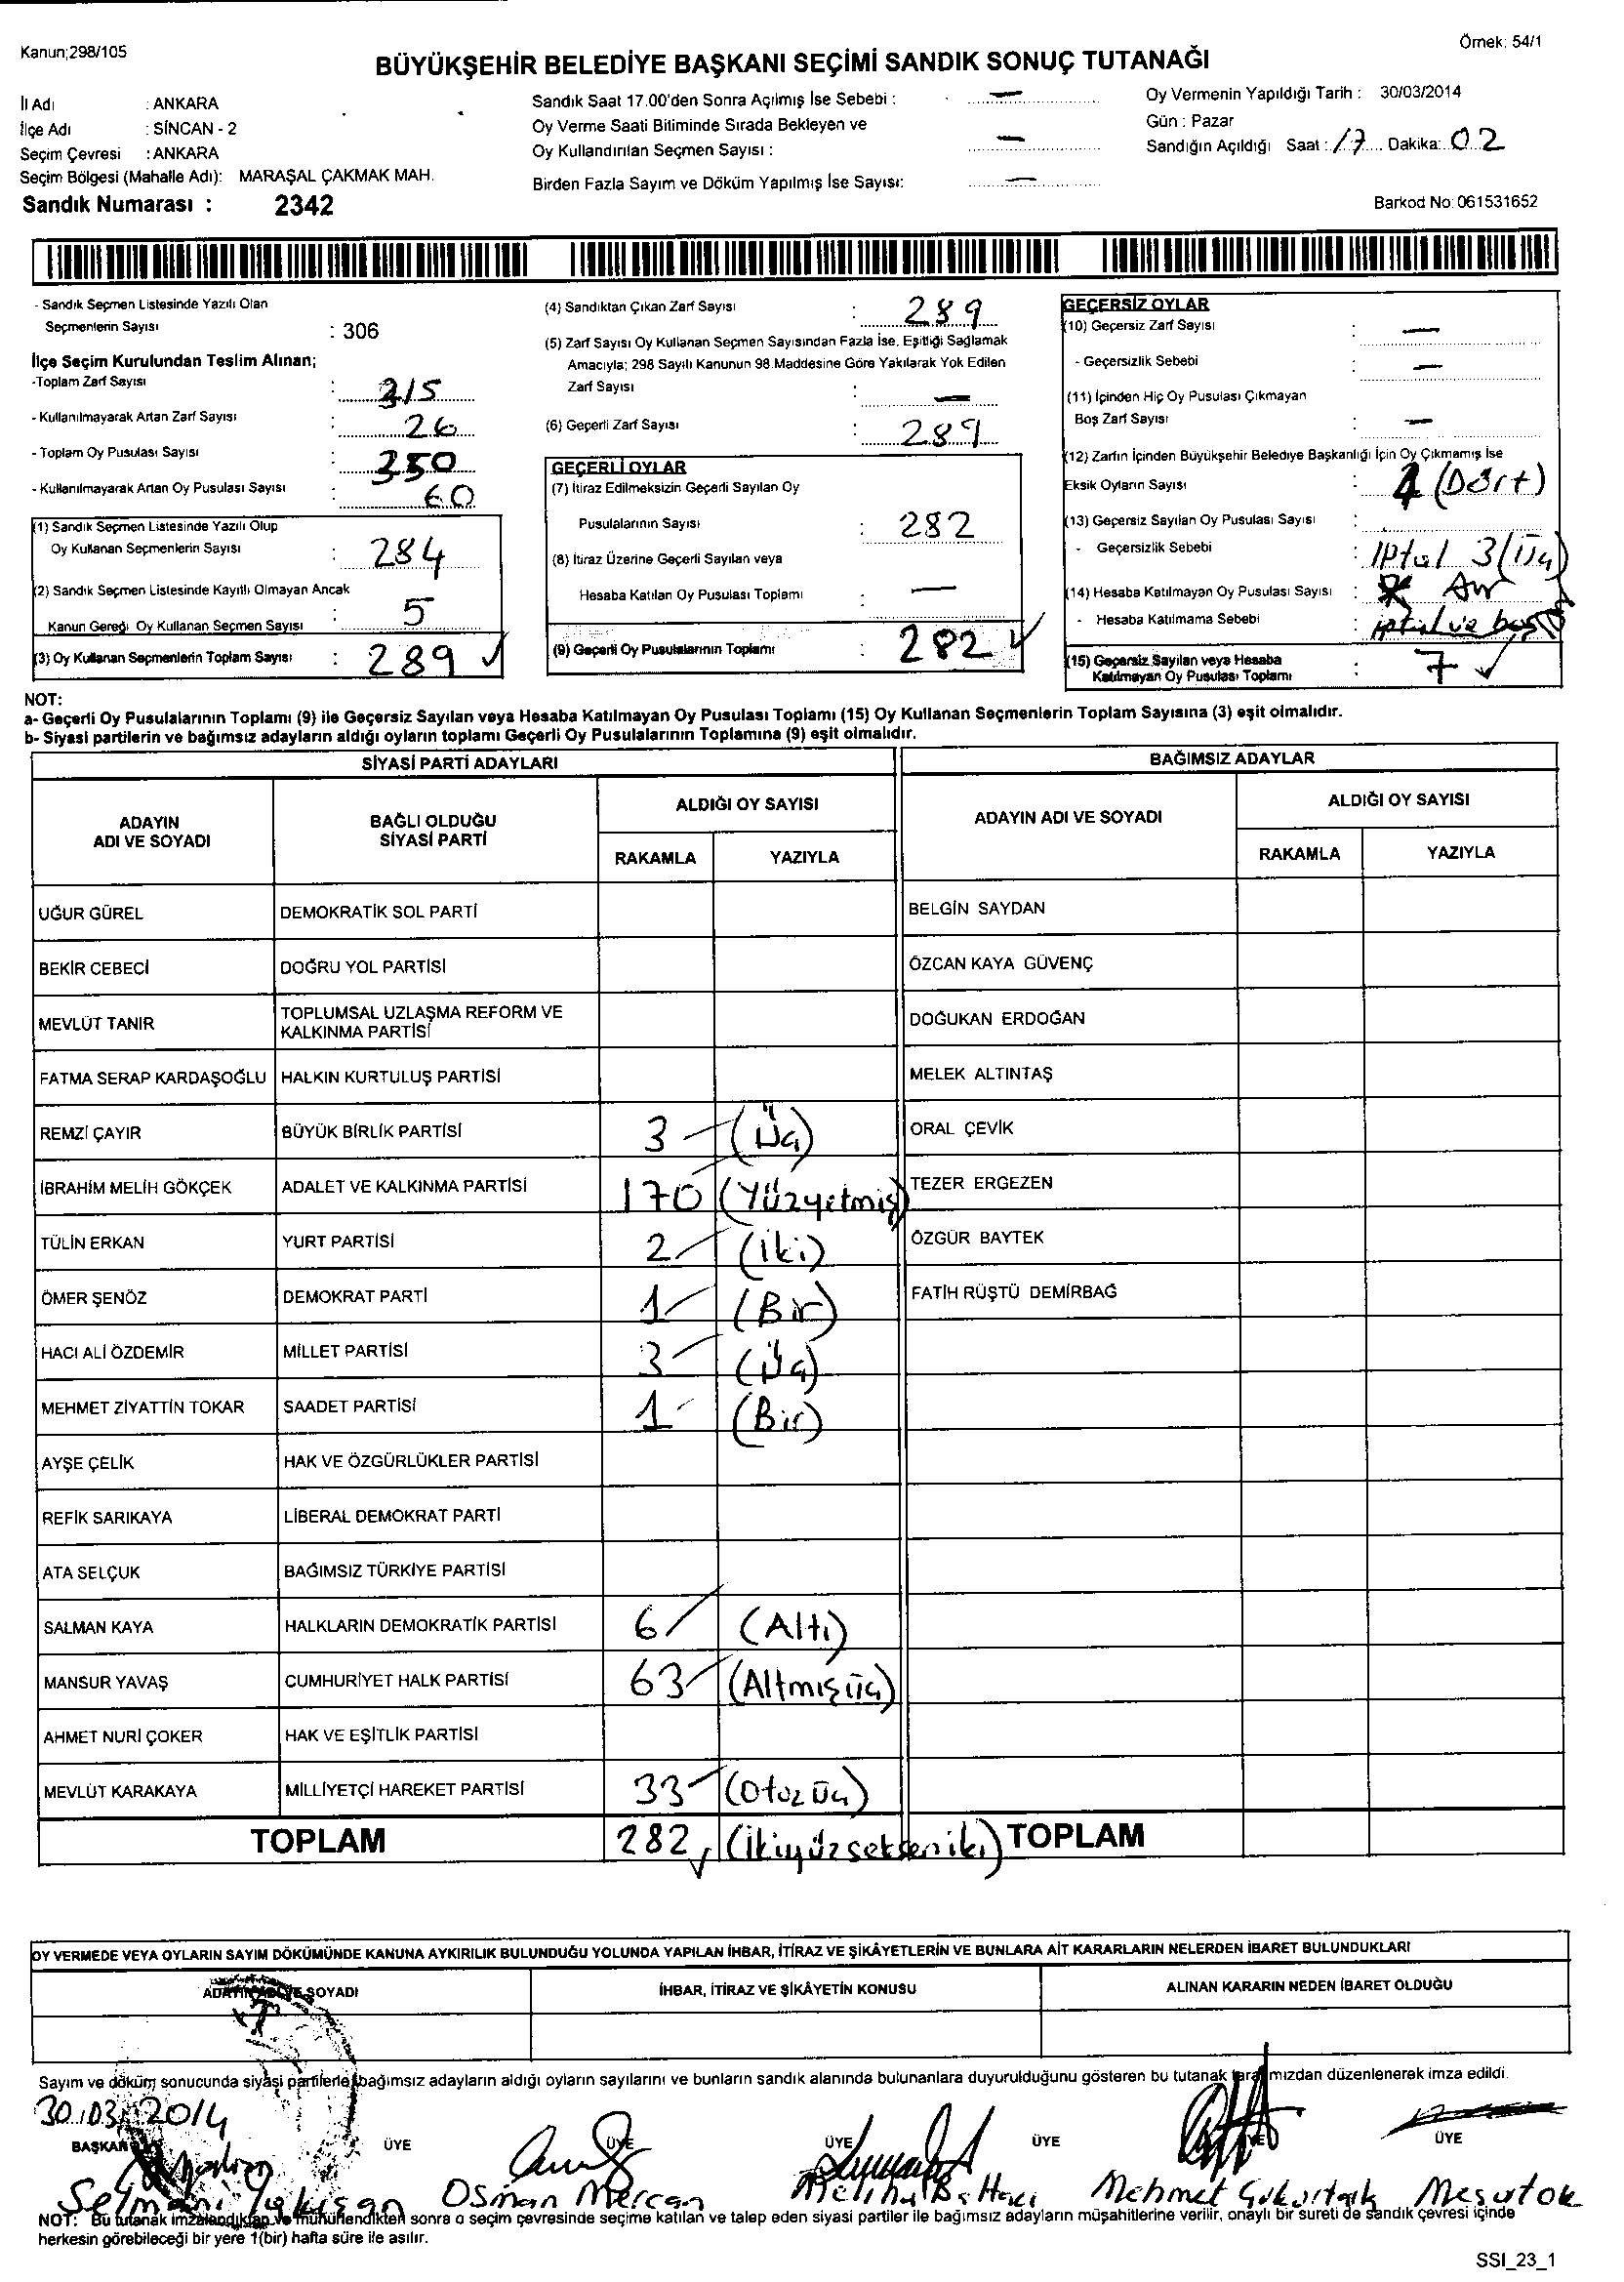 Kanun;298/105
Örnek: 54/1
BÜYÜKŞEHİR BELEDİYE BAŞKANI SEÇİMİ SANDIK SONUÇ TUTANAĞI
İl Adı : ANKARA
İlçe Adı : SİNCAN - 2
Seçim Çevresi : ANKARA
Seçim Bölgesi (Mahalle Adı): MARAŞAL ÇAKMAK MAH.
Sandık Numarası : 2342
Sandık Saat 17.00'den Sonra Açılmış İse Sebebi : —
Oy Verme Saati Bitiminde Sırada Bekleyen ve
Oy Kullandırılan Seçmen Sayısı : —
Birden Fazla Sayım ve Döküm Yapılmış İse Sayısı: —
Oy Vermenin Yapıldığı Tarih : 30/03/2014
Gün : Pazar
Sandığın Açıldığı Saat : 17 Dakika: 02
Barkod No: 061531652
- Sandık Seçmen Listesinde Yazılı Olan
Seçmenlerin Sayısı : 306
İlçe Seçim Kurulundan Teslim Alınan;
-Toplam Zarf Sayısı : 315
- Kullanılmayarak Artan Zarf Sayısı : 26
- Toplam Oy Pusulası Sayısı : 350
- Kullanılmayarak Artan Oy Pusulası Sayısı : 60
(1) Sandık Seçmen Listesinde Yazılı Olup
Oy Kullanan Seçmenlerin Sayısı : 284
(2) Sandık Seçmen Listesinde Kayıtlı Olmayan Ancak
Kanun Gereği Oy Kullanan Seçmen Sayısı : 5
(3) Oy Kullanan Seçmenlerin Toplam Sayısı : 289
(4) Sandıktan Çıkan Zarf Sayısı : 289
(5) Zarf Sayısı Oy Kullanan Seçmen Sayısından Fazla İse, Eşitliği Sağlamak
Amacıyla; 298 Sayılı Kanunun 98.Maddesine Göre Yakılarak Yok Edilen
Zarf Sayısı : —
(6) Geçerli Zarf Sayısı : 289
GEÇERLİ OYLAR
(7) İtiraz Edilmeksizin Geçerli Sayılan Oy
Pusulalarının Sayısı : 282
(8) İtiraz Üzerine Geçerli Sayılan veya
Hesaba Katılan Oy Pusulası Toplamı : —
(9) Geçerli Oy Pusulalarının Toplamı : 282
GEÇERSİZ OYLAR
(10) Geçersiz Zarf Sayısı : —
- Geçersizlik Sebebi : —
(11) İçinden Hiç Oy Pusulası Çıkmayan
Boş Zarf Sayısı : —
(12) Zarfın İçinden Büyükşehir Belediye Başkanlığı İçin Oy Çıkmamış İse
Eksik Oyların Sayısı : 4 (Dört)
(13) Geçersiz Sayılan Oy Pusulası Sayısı :
- Geçersizlik Sebebi : İptal 3 (Üç)
(14) Hesaba Katılmayan Oy Pusulası Sayısı :
- Hesaba Katılmama Sebebi : iptal ve boş
(15) Geçersiz Sayılan veya Hesaba
Katılmayan Oy Pusulası Toplamı : 7
NOT:
a- Geçerli Oy Pusulalarının Toplamı (9) ile Geçersiz Sayılan veya Hesaba Katılmayan Oy Pusulası Toplamı (15) Oy Kullanan Seçmenlerin Toplam Sayısına (3) eşit olmalıdır.
b- Siyasi partilerin ve bağımsız adayların aldığı oyların toplamı Geçerli Oy Pusulalarının Toplamına (9) eşit olmalıdır.
SİYASİ PARTİ ADAYLARI
BAĞIMSIZ ADAYLAR
ADAYIN ADI VE SOYADI
BAĞLI OLDUĞU SİYASİ PARTİ
ALDIĞI OY SAYISI
RAKAMLA YAZIYLA
ADAYIN ADI VE SOYADI
ALDIĞI OY SAYISI
RAKAMLA YAZIYLA
UĞUR GÜREL DEMOKRATİK SOL PARTİ BELGİN SAYDAN
BEKİR CEBECİ DOĞRU YOL PARTİSİ ÖZCAN KAYA GÜVENÇ
MEVLÜT TANIR TOPLUMSAL UZLAŞMA REFORM VE KALKINMA PARTİSİ DOĞUKAN ERDOĞAN
FATMA SERAP KARDAŞOĞLU HALKIN KURTULUŞ PARTİSİ MELEK ALTINTAŞ
REMZİ ÇAYIR BÜYÜK BİRLİK PARTİSİ 3 (Üç) ORAL ÇEVİK
İBRAHİM MELİH GÖKÇEK ADALET VE KALKINMA PARTİSİ 170 (Yüzyetmiş) TEZER ERGEZEN
TÜLİN ERKAN YURT PARTİSİ 2 (İki) ÖZGÜR BAYTEK
ÖMER ŞENÖZ DEMOKRAT PARTİ 1 (Bir) FATİH RÜŞTÜ DEMİRBAĞ
HACI ALİ ÖZDEMİR MİLLET PARTİSİ 3 (Üç)
MEHMET ZİYATTİN TOKAR SAADET PARTİSİ 1 (Bir)
AYŞE ÇELİK HAK VE ÖZGÜRLÜKLER PARTİSİ
REFİK SARIKAYA LİBERAL DEMOKRAT PARTİ
ATA SELÇUK BAĞIMSIZ TÜRKİYE PARTİSİ
SALMAN KAYA HALKLARIN DEMOKRATİK PARTİSİ 6 (Altı)
MANSUR YAVAŞ CUMHURİYET HALK PARTİSİ 63 (Altmışüç)
AHMET NURİ ÇOKER HAK VE EŞİTLİK PARTİSİ
MEVLÜT KARAKAYA MİLLİYETÇİ HAREKET PARTİSİ 33 (Otuz Üç)
TOPLAM 282 (İkiyüzsekseniki) TOPLAM
OY VERMEDE VEYA OYLARIN SAYIM DÖKÜMÜNDE KANUNA AYKIRILIK BULUNDUĞU YOLUNDA YAPILAN İHBAR, İTİRAZ VE ŞİKÂYETLERİN VE BUNLARA AİT KARARLARIN NELERDEN İBARET BULUNDUKLARI
ADAYIN ADI VE SOYADI İHBAR, İTİRAZ VE ŞİKÂYETİN KONUSU ALINAN KARARIN NEDEN İBARET OLDUĞU
Sayım ve döküm sonucunda siyasi partilerle bağımsız adayların aldığı oyların sayılarını ve bunların sandık alanında bulunanlara duyurulduğunu gösteren bu tutanak tarafımızdan düzenlenerek imza edildi.
30.03.2014
BAŞKAN ÜYE ÜYE ÜYE ÜYE ÜYE
Osman Mercan Mehmet Mesut ok
NOT: Bu tutanak imzalandıktan ve mühürlendikten sonra o seçim çevresinde seçime katılan ve talep eden siyasi partiler ile bağımsız adayların müşahitlerine verilir, onaylı bir sureti de sandık çevresi içinde
herkesin görebileceği bir yere 1(bir) hafta süre ile asılır.
SSI_23_1